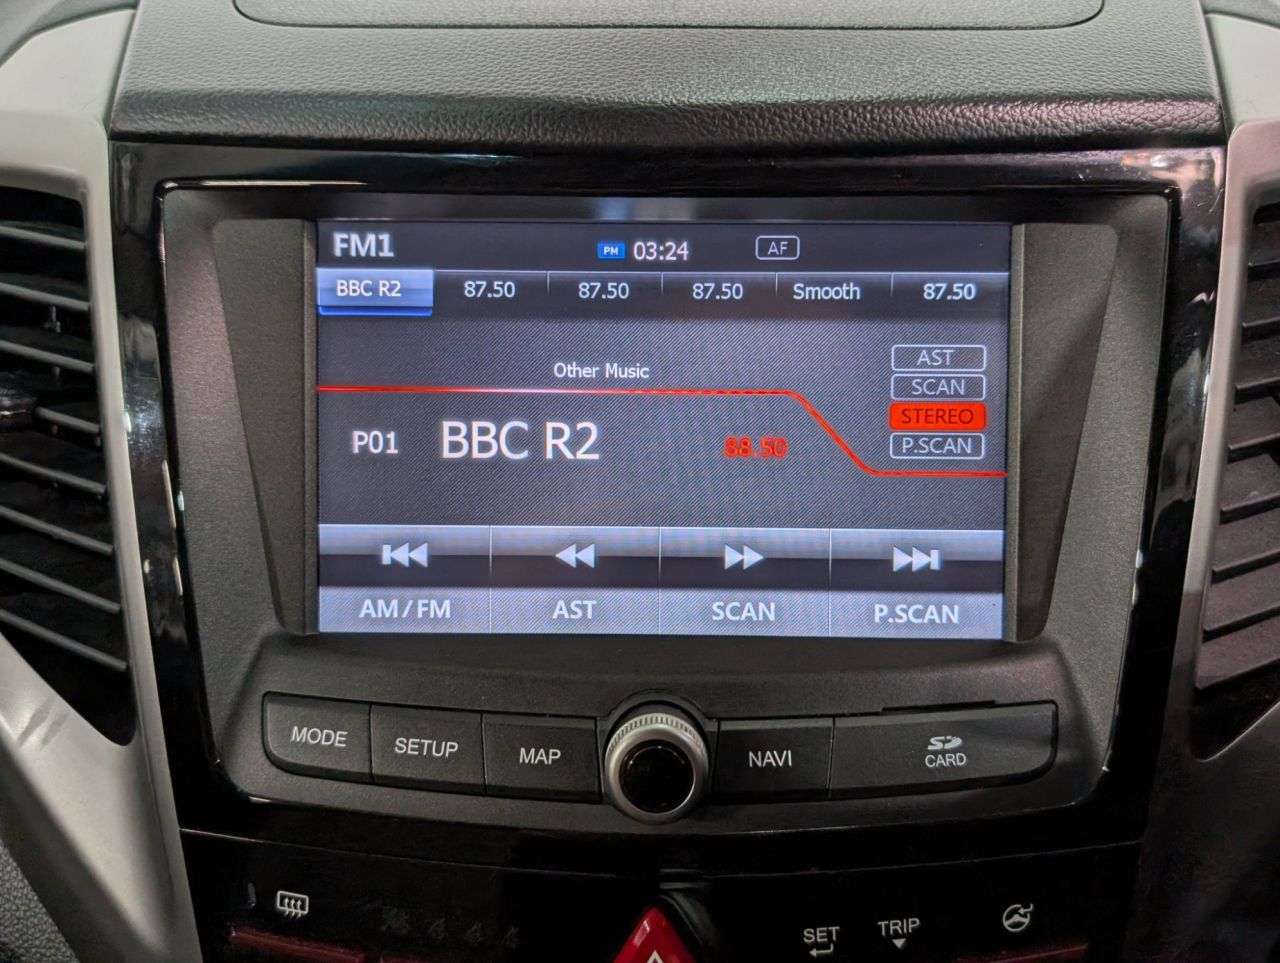 FM1 PM 03:24 AF
BBC R2 87.50 87.50 87.50 Smooth 87.50
Other Music
AST
SCAN
STEREO
P.SCAN
P01 BBC R2 88.50
AM/FM AST SCAN P.SCAN
MODE SETUP MAP NAVI SD CARD
SET TRIP